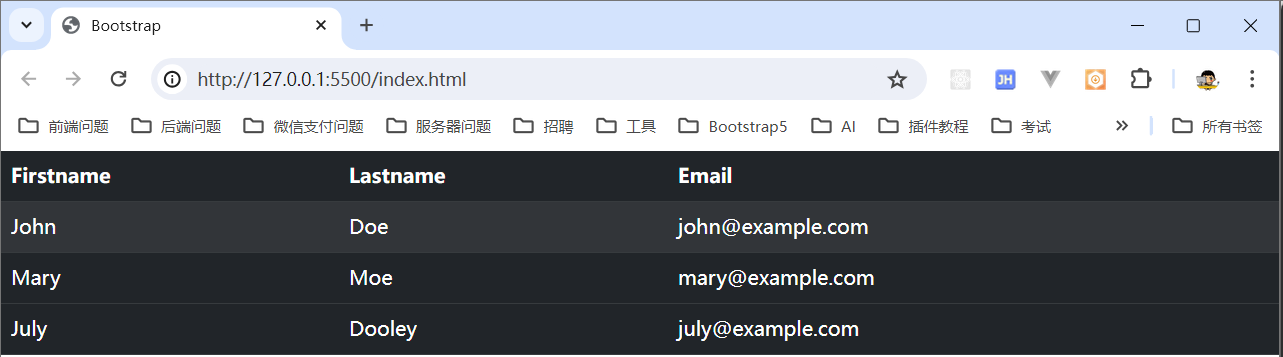 Bootstrap
http://127.0.0.1:5500/index.html
JH
前端问题 后端问题 微信支付问题 服务器问题 招聘 工具 Bootstrap5 AI 插件教程 考试 所有书签
Firstname Lastname Email
John Doe john@example.com
Mary Moe mary@example.com
July Dooley july@example.com